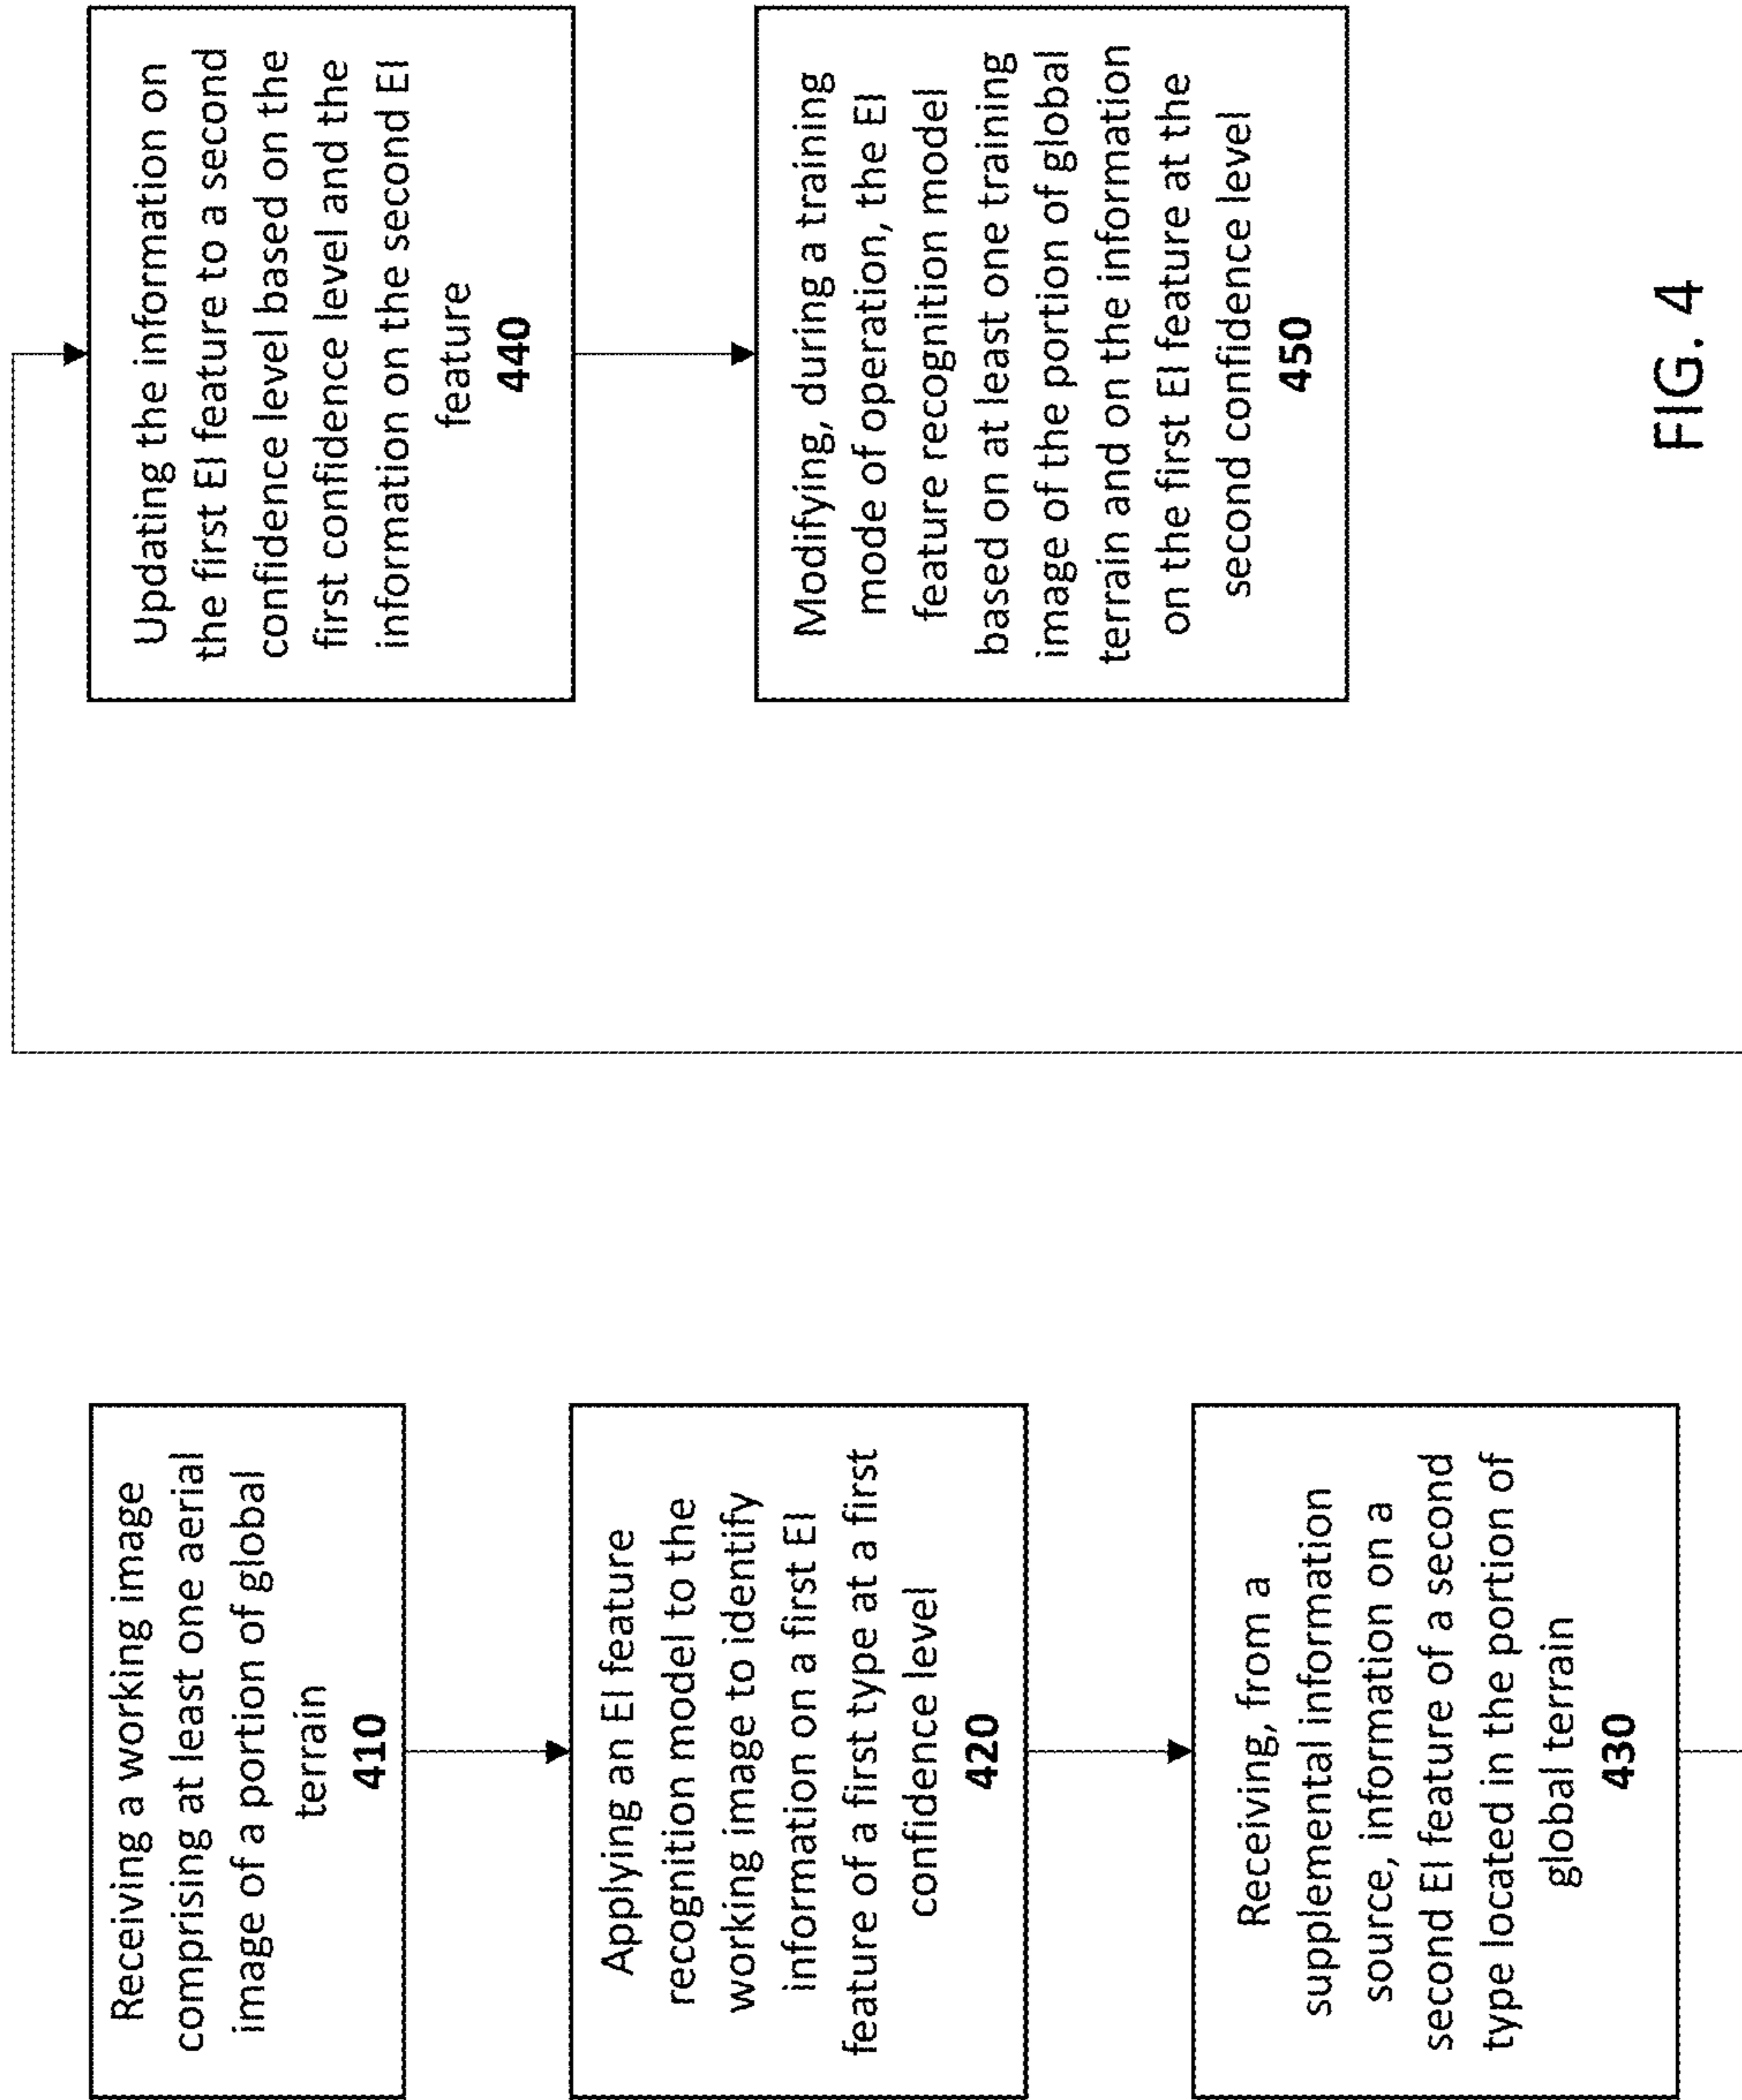 Receiving a working image
comprising at least one aerial
image of a portion of global
terrain
410
Applying an EI feature
recognition model to the
working image to identify
information on a first EI
feature of a first type at a first
confidence level
420
Receiving, from a
supplemental information
source, information on a
second EI feature of a second
type located in the portion of
global terrain
430
Updating the information on
the first EI feature to a second
confidence level based on the
first confidence level and the
information on the second EI
feature
440
Modifying, during a training
mode of operation, the EI
feature recognition model
based on at least one training
image of the portion of global
terrain and on the information
on the first EI feature at the
second confidence level
450
FIG. 4